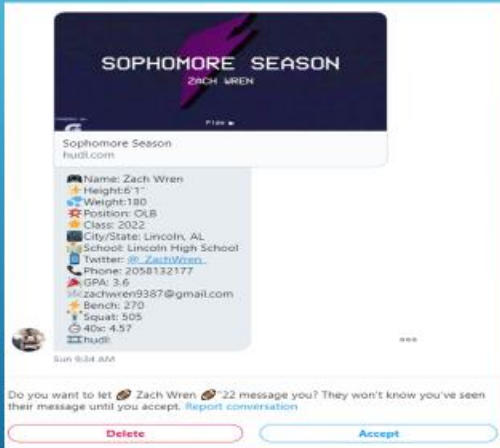 SOPHOMORE SEASON
ZACH WREN
Play
Sophomore Season
hudl.com
🎮Name: Zach Wren
Height:6'1"
💦Weight:180
💢Position: OLB
Class: 2022
City/State: Lincoln, AL
School: Lincoln High School
Twitter: @_ZachWren_
📞Phone: 2058132177
GPA: 3.6
zachwren9387@gmail.com
⚡Bench: 270
Squat: 505
40x: 4.57
hudl:
Sun 9:34 AM
Do you want to let 🏈 Zach Wren 🏈"22 message you? They won't know you've seen
their message until you accept. Report conversation
Delete
Accept